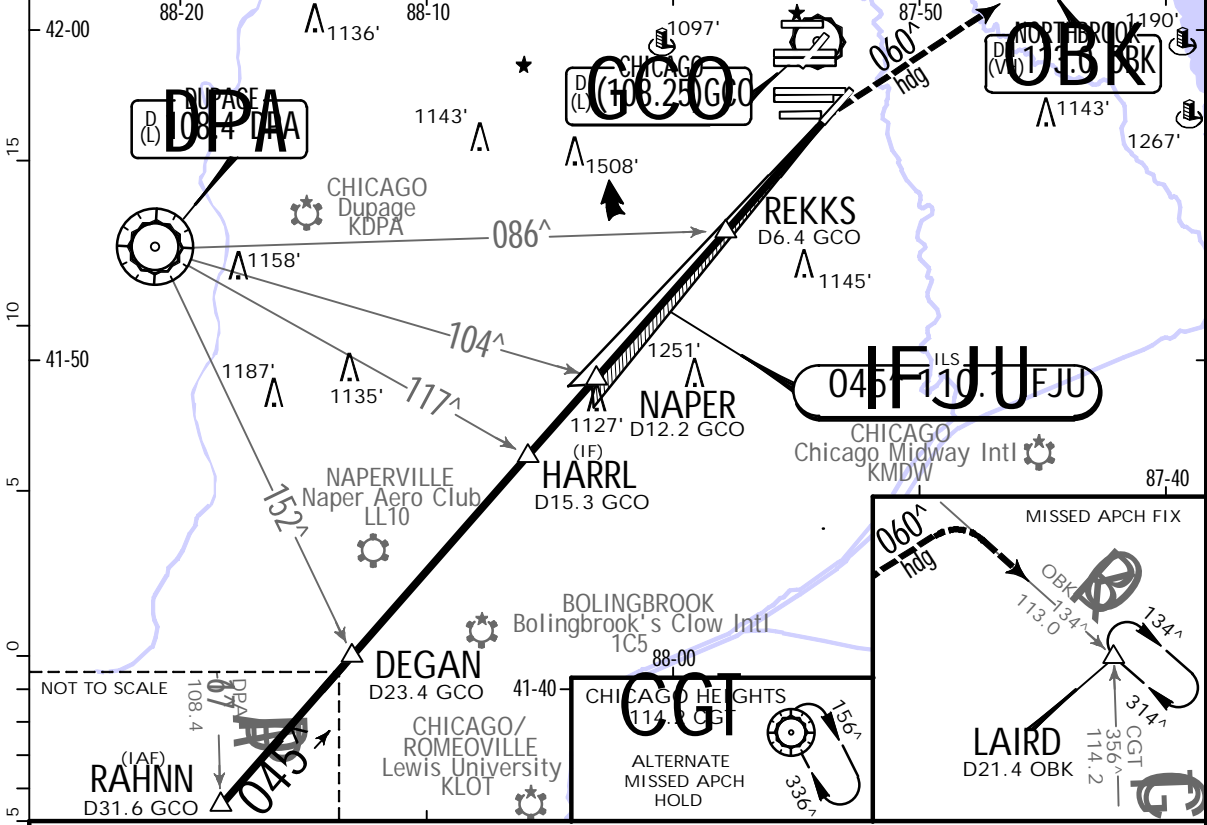 88-20
88-10
87-50
42-00
1136'
1097'
060^
hdg
NORTHBROOK
OBK
1190'
CHICAGO
GCO
108.25 GCO
(L)
DUPAGE
DPA
D
(L)
108.4 DPA
1143'
1508'
1143'
1267'
15
CHICAGO
Dupage
KDPA
086^
REKKS
D6.4 GCO
1158'
1145'
10
41-50
104^
1251'
ILS
IFJU
1187'
1135'
117^
1127'
NAPER
D12.2 GCO
CHICAGO
Chicago Midway Intl
KMDW
(IF)
HARRL
D15.3 GCO
NAPERVILLE
Naper Aero Club
LL10
152^
5
87-40
MISSED APCH FIX
060^
hdg
OBK
134^
113.0
134^
314^
BOLINGBROOK
Bolingbrook's Clow Intl
1C5
0
DEGAN
D23.4 GCO
88-00
41-40
NOT TO SCALE
DPA
108.4
CHICAGO HEIGHTS
CGT
114.2 CGT
156^
336^
ALTERNATE
MISSED APCH
HOLD
LAIRD
D21.4 OBK
CGT
356^
114.2
CHICAGO/
ROMEOVILLE
Lewis University
KLOT
(IAF)
RAHNN
D31.6 GCO
045^
5